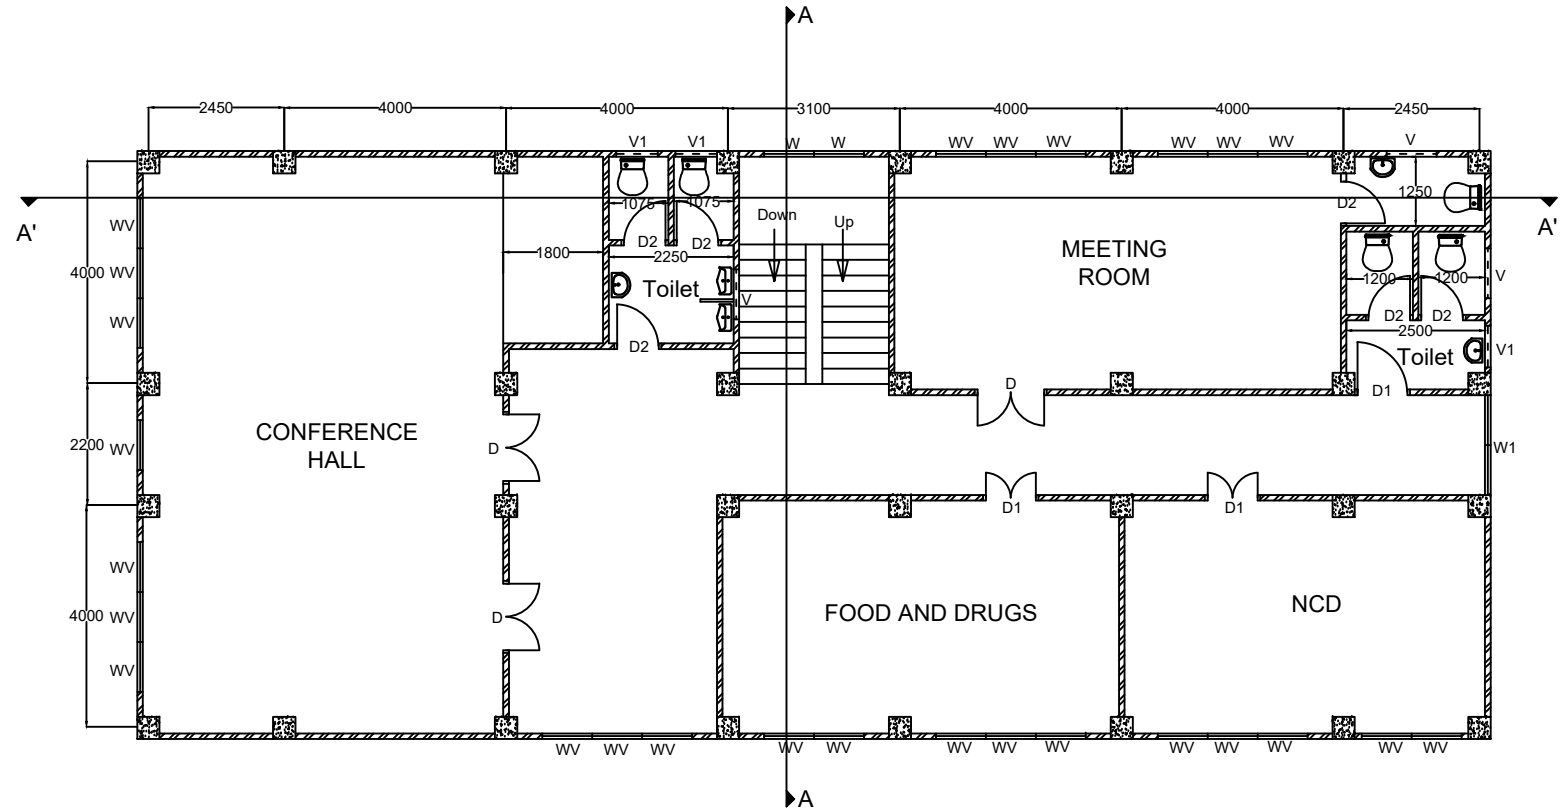 A
2450 4000 4000 3100 4000 4000 2450
V1 V1 W W WV WV WV WV WV WV V
A' 1075 1075 D2 1250 A'
WV Down Up
D2 D2 MEETING
ROOM
4000 WV 1800 2250 1200 1200 V
Toilet V
WV D2 D2 D2
2500
D2 Toilet V1
D D1
CONFERENCE
HALL
2200 WV D W1
D1 D1
WV
4000 WV D FOOD AND DRUGS NCD
WV
WV WV WV WV WV WV WV WV WV WV WV WV WV
A